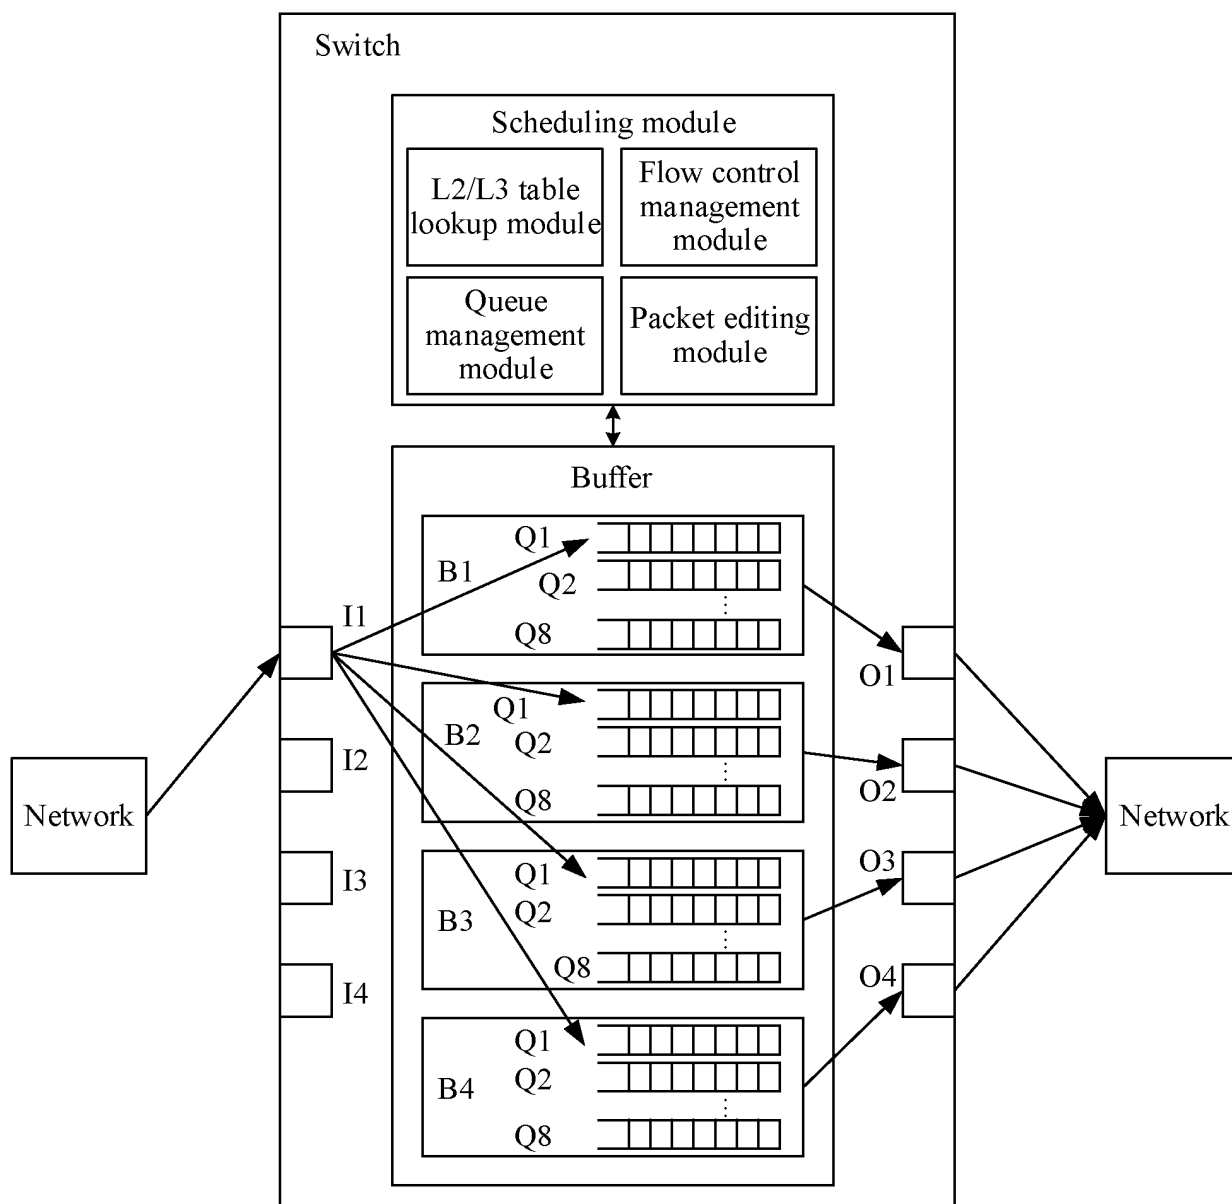 Switch
Scheduling module
L2/L3 table
lookup module
Flow control
management
module
Queue
management
module
Packet editing
module
Buffer
B1
Q1
Q2
⋮
Q8
B2
Q1
Q2
⋮
Q8
B3
Q1
Q2
⋮
Q8
B4
Q1
Q2
⋮
Q8
I1
I2
I3
I4
O1
O2
O3
O4
Network
Network